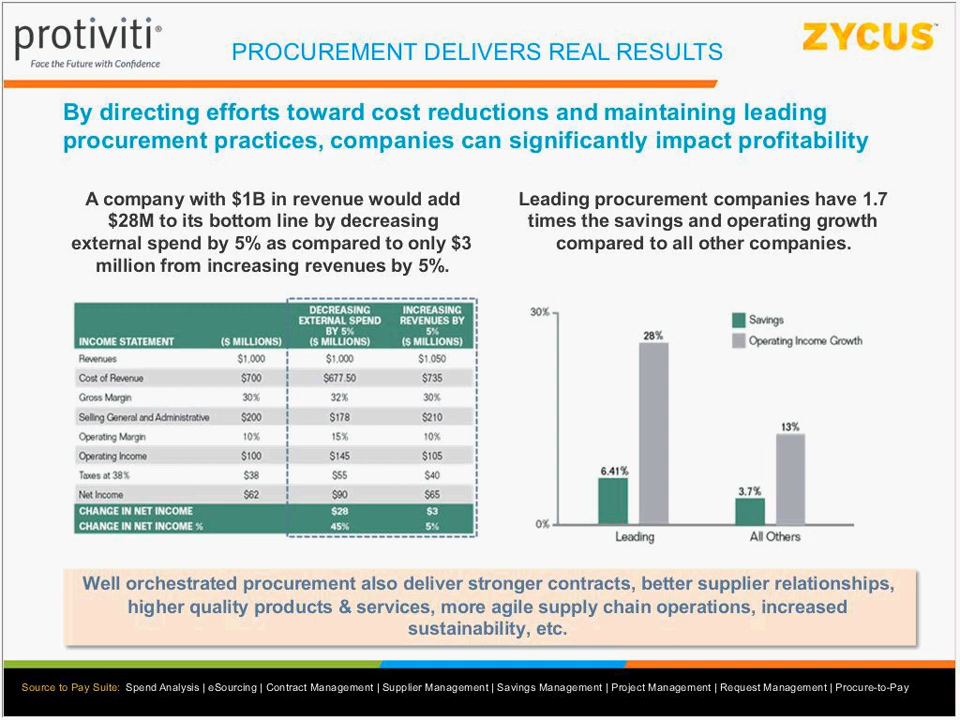 protiviti®
Face the Future with Confidence
PROCUREMENT DELIVERS REAL RESULTS
ZYCUS™
By directing efforts toward cost reductions and maintaining leading
procurement practices, companies can significantly impact profitability
A company with $1B in revenue would add
$28M to its bottom line by decreasing
external spend by 5% as compared to only $3
million from increasing revenues by 5%.
Leading procurement companies have 1.7
times the savings and operating growth
compared to all other companies.
INCOME STATEMENT ($ MILLIONS) DECREASING EXTERNAL SPEND BY 5% ($ MILLIONS) INCREASING REVENUES BY 5% ($ MILLIONS)
Revenues $1,000 $1,000 $1,050
Cost of Revenue $700 $677.50 $735
Gross Margin 30% 32% 30%
Selling General and Administrative $200 $178 $210
Operating Margin 10% 15% 10%
Operating Income $100 $145 $105
Taxes at 38% $38 $55 $40
Net Income $62 $90 $65
CHANGE IN NET INCOME $28 $3
CHANGE IN NET INCOME % 45% 5%
30%
Savings
Operating Income Growth
28%
13%
6.41%
3.7%
0%
Leading All Others
Well orchestrated procurement also deliver stronger contracts, better supplier relationships,
higher quality products & services, more agile supply chain operations, increased
sustainability, etc.
Source to Pay Suite: Spend Analysis | eSourcing | Contract Management | Supplier Management | Savings Management | Project Management | Request Management | Procure-to-Pay